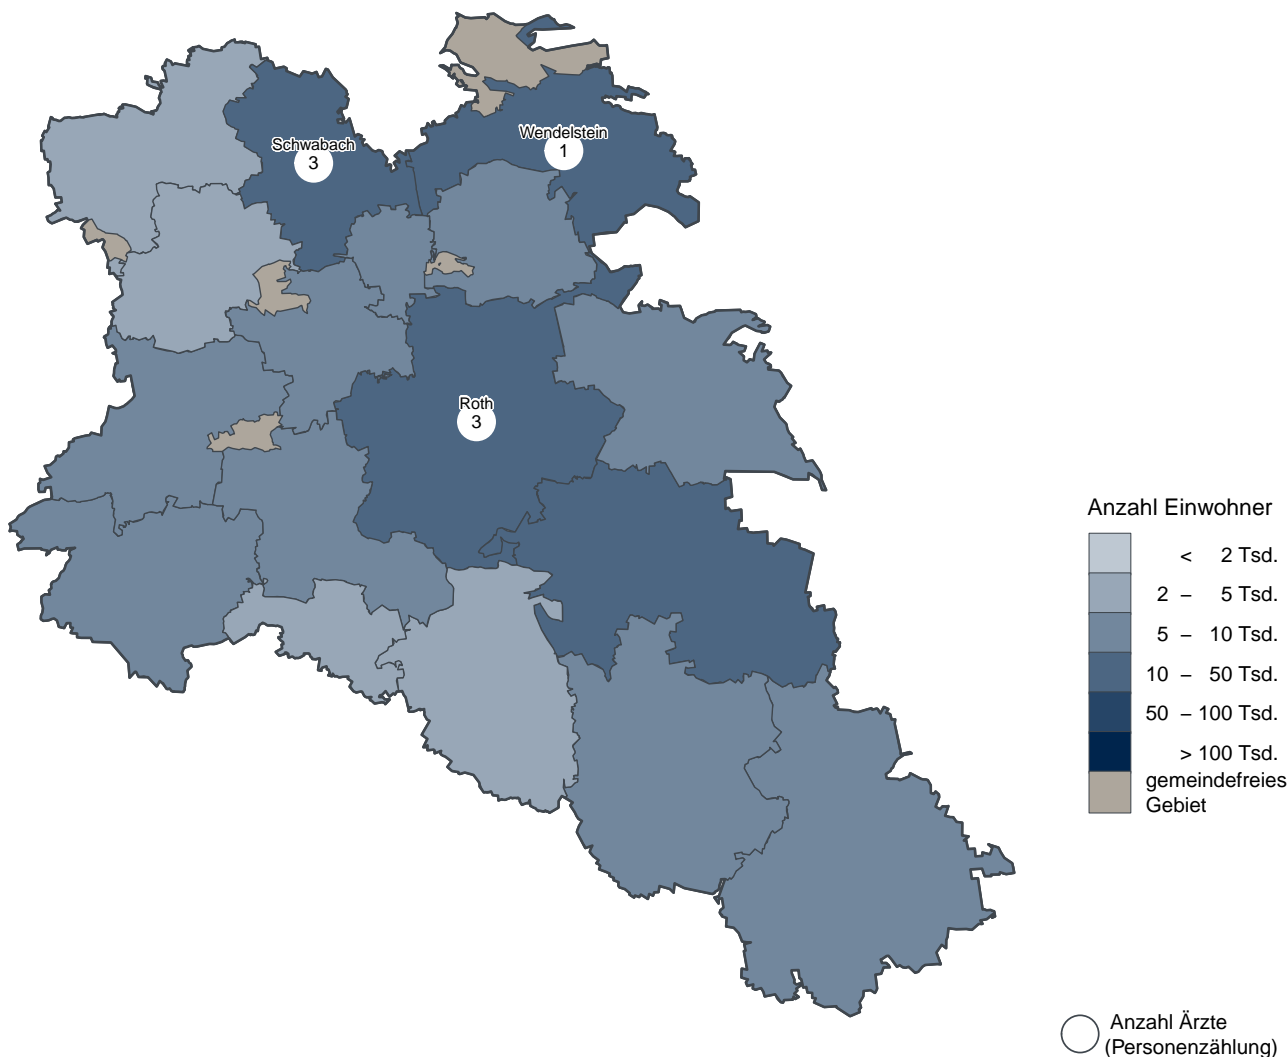 Wendelstein
1
Schwabach
3
Roth
3
Anzahl Einwohner
< 2 Tsd.
2 – 5 Tsd.
5 – 10 Tsd.
10 – 50 Tsd.
50 – 100 Tsd.
> 100 Tsd.
gemeindefreies
Gebiet
Anzahl Ärzte
(Personenzählung)